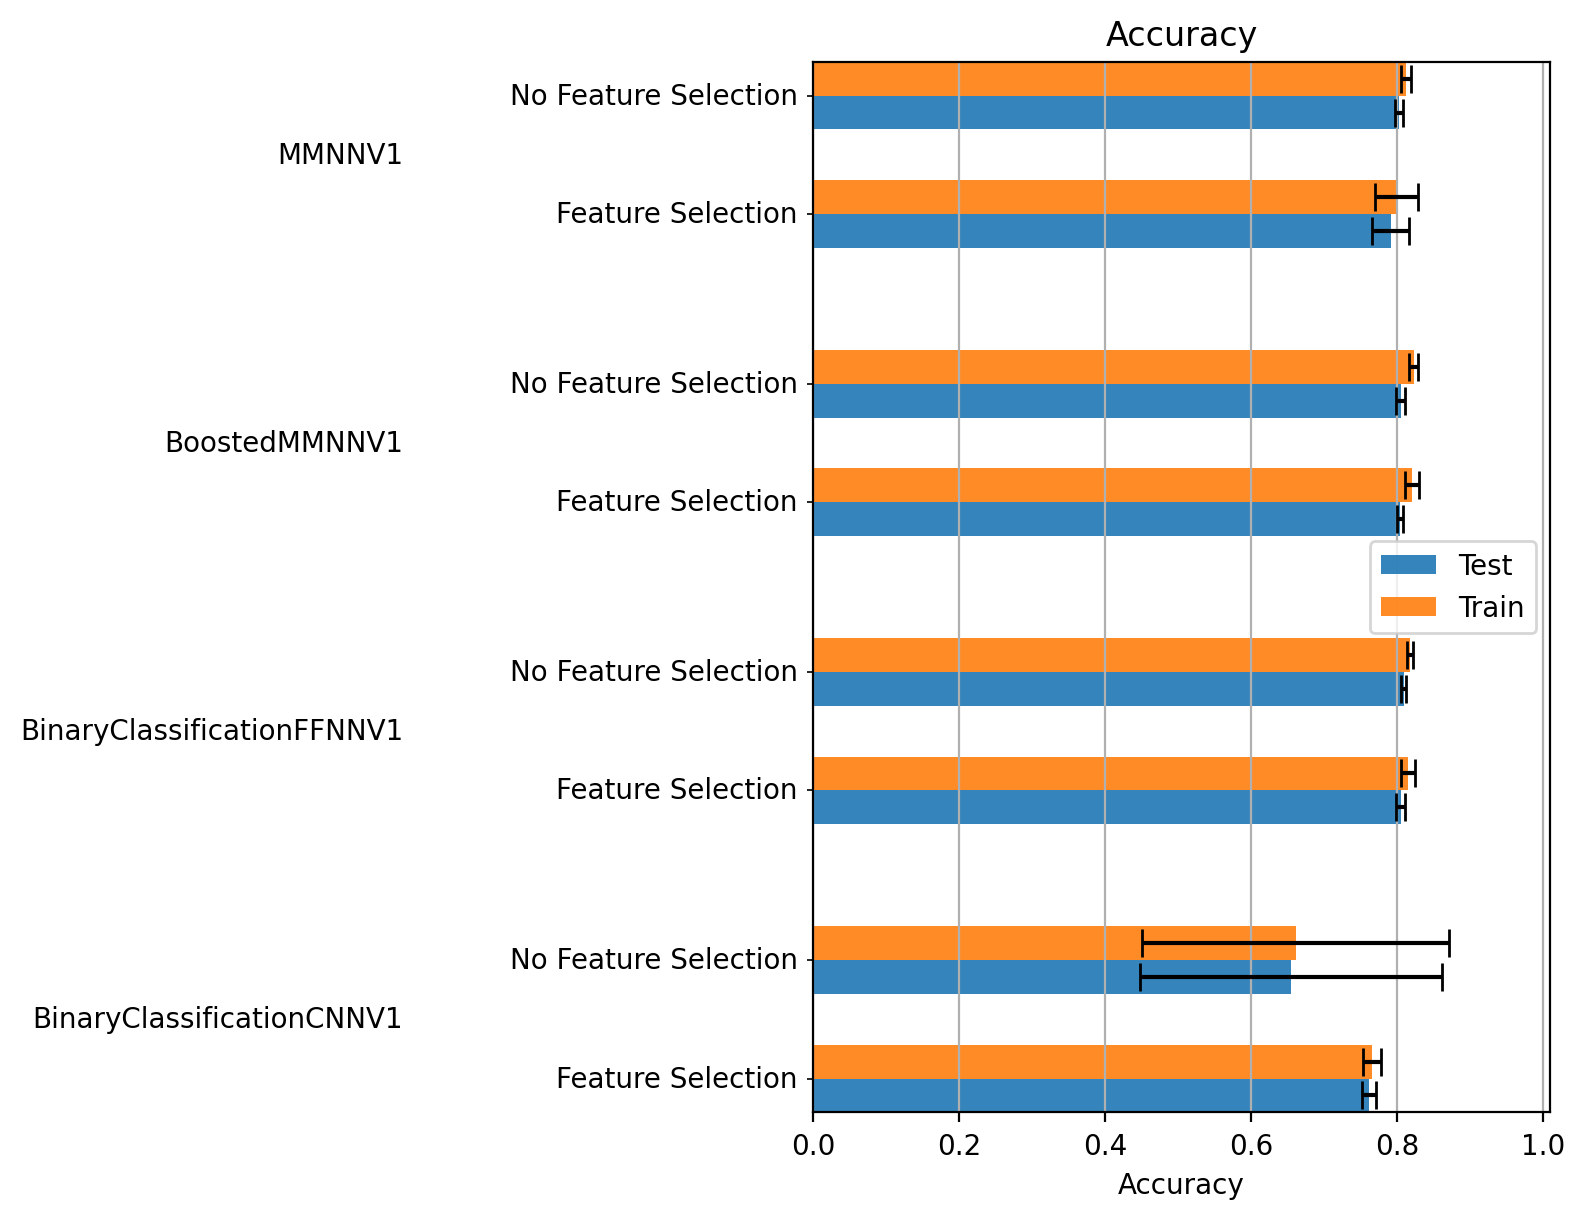 Accuracy
No Feature Selection
MMNNV1
Feature Selection
No Feature Selection
BoostedMMNNV1
Feature Selection
Test
Train
No Feature Selection
BinaryClassificationFFNNV1
Feature Selection
No Feature Selection
BinaryClassificationCNNV1
Feature Selection
0.0 0.2 0.4 0.6 0.8 1.0
Accuracy